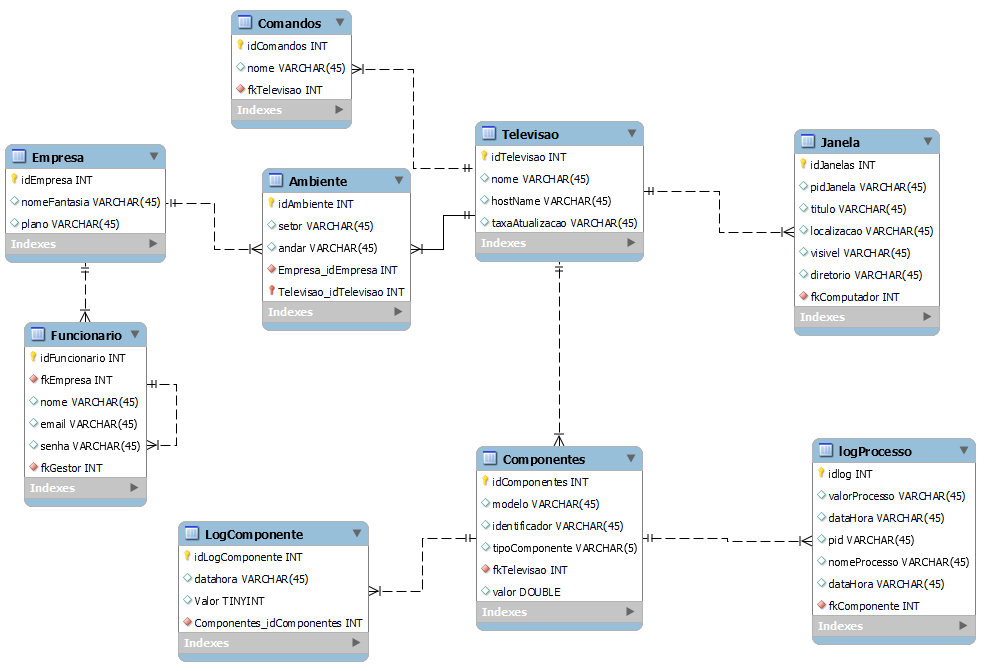 Comandos
idComandos INT
nome VARCHAR(45)
fkTelevisao INT
Indexes
Empresa
idEmpresa INT
nomeFantasia VARCHAR(45)
plano VARCHAR(45)
Indexes
Ambiente
idAmbiente INT
setor VARCHAR(45)
andar VARCHAR(45)
Empresa_idEmpresa INT
Televisao_idTelevisao INT
Indexes
Televisao
idTelevisao INT
nome VARCHAR(45)
hostName VARCHAR(45)
taxaAtualizacao VARCHAR(45)
Indexes
Janela
idJanelas INT
pidJanela VARCHAR(45)
titulo VARCHAR(45)
localizacao VARCHAR(45)
visivel VARCHAR(45)
diretorio VARCHAR(45)
fkComputador INT
Indexes
Funcionario
idFuncionario INT
fkEmpresa INT
nome VARCHAR(45)
email VARCHAR(45)
senha VARCHAR(45)
fkGestor INT
Indexes
LogComponente
idLogComponente INT
datahora VARCHAR(45)
Valor TINYINT
Componentes_idComponentes INT
Indexes
Componentes
idComponentes INT
modelo VARCHAR(45)
identificador VARCHAR(45)
tipoComponente VARCHAR(5)
fkTelevisao INT
valor DOUBLE
Indexes
logProcesso
idlog INT
valorProcesso VARCHAR(45)
dataHora VARCHAR(45)
pid VARCHAR(45)
nomeProcesso VARCHAR(45)
dataHora VARCHAR(45)
fkComponente INT
Indexes